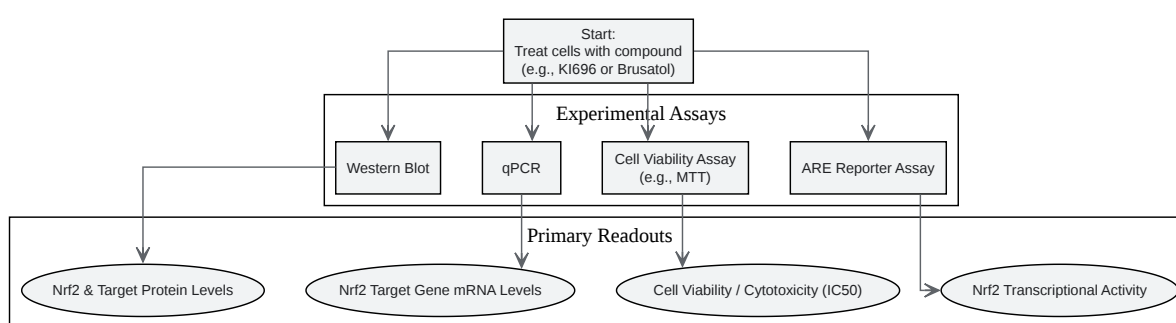 Start:
Treat cells with compound
(e.g., KI696 or Brusatol)
Experimental Assays
Western Blot
qPCR
Cell Viability Assay
(e.g., MTT)
ARE Reporter Assay
Primary Readouts
Nrf2 & Target Protein Levels
Nrf2 Target Gene mRNA Levels
Cell Viability / Cytotoxicity (IC50)
Nrf2 Transcriptional Activity